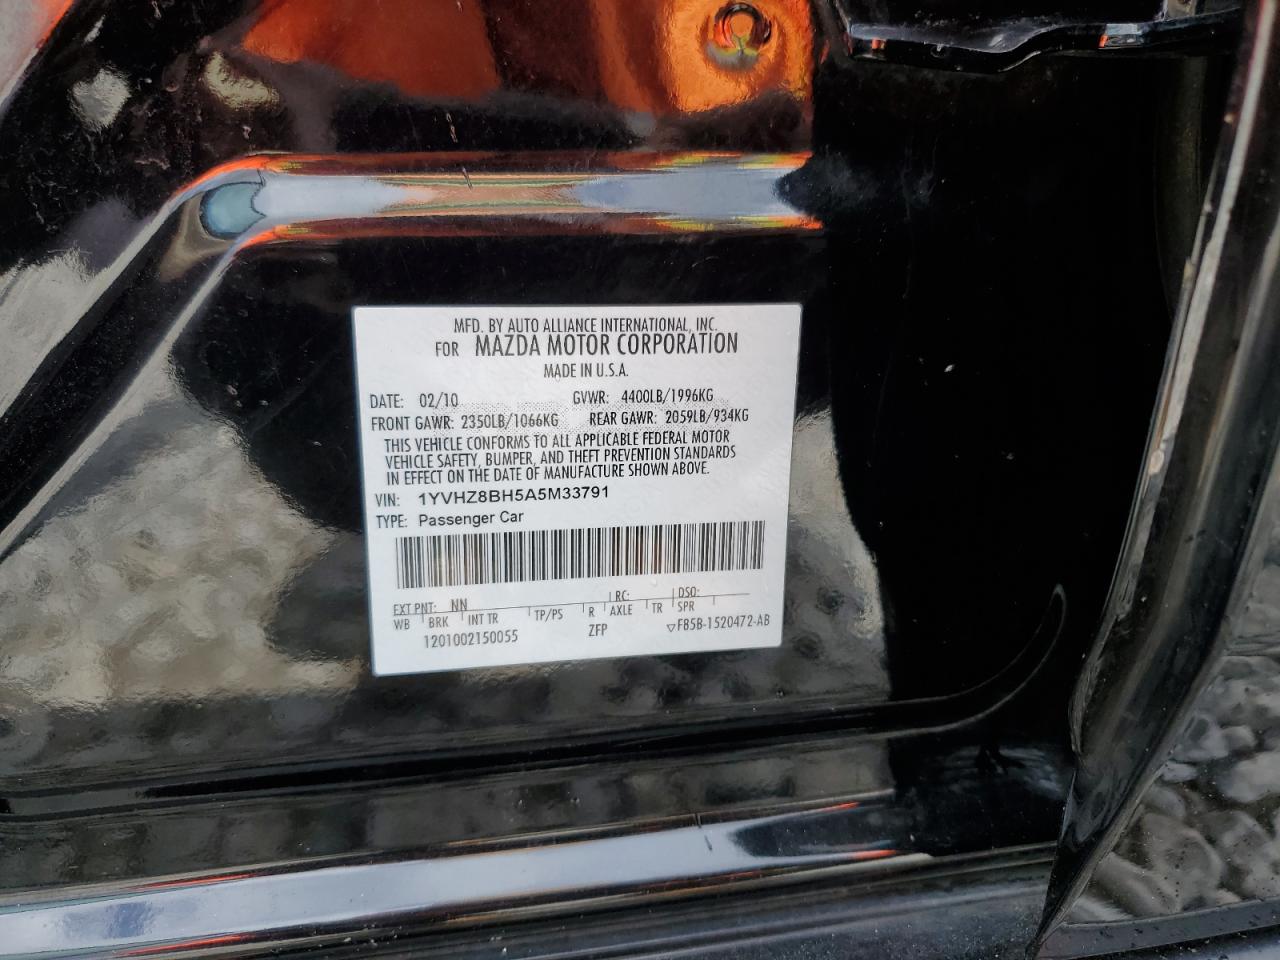 MFD. BY AUTO ALLIANCE INTERNATIONAL, INC.
FOR MAZDA MOTOR CORPORATION
MADE IN U.S.A.
DATE: 02/10 GVWR: 4400LB/1996KG
FRONT GAWR: 2350LB/1066KG REAR GAWR: 2059LB/934KG
THIS VEHICLE CONFORMS TO ALL APPLICABLE FEDERAL MOTOR
VEHICLE SAFETY, BUMPER, AND THEFT PREVENTION STANDARDS
IN EFFECT ON THE DATE OF MANUFACTURE SHOWN ABOVE.
VIN: 1YVHZ8BH5A5M33791
TYPE: Passenger Car
EXT PNT: NN RC: DSO:
WB BRK INT TR TP/PS R AXLE TR SPR
1201002150055 ZFP ▽FB5B-1520472-AB